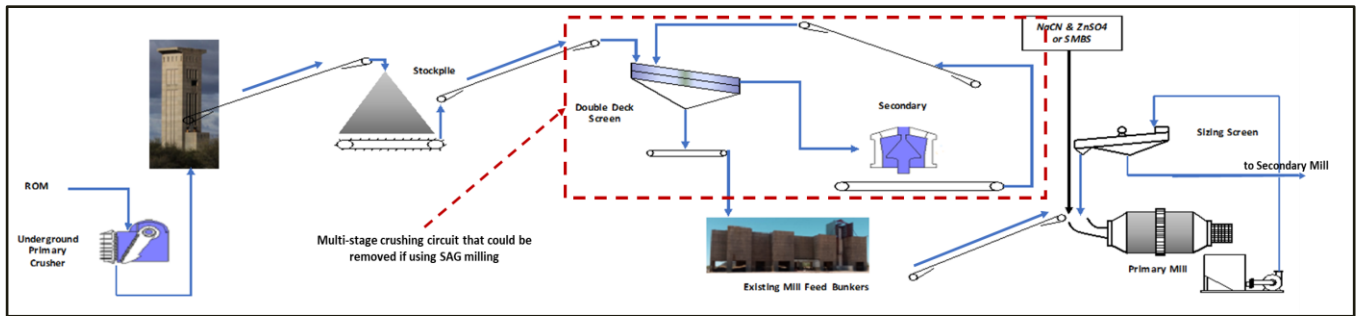 NaCN & ZnSO4
or SMBS
Stockpile
Double Deck
Screen
Secondary
Sizing Screen
to Secondary Mill
ROM
Underground
Primary
Crusher
Multi-stage crushing circuit that could be
removed if using SAG milling
Existing Mill Feed Bunkers
Primary Mill